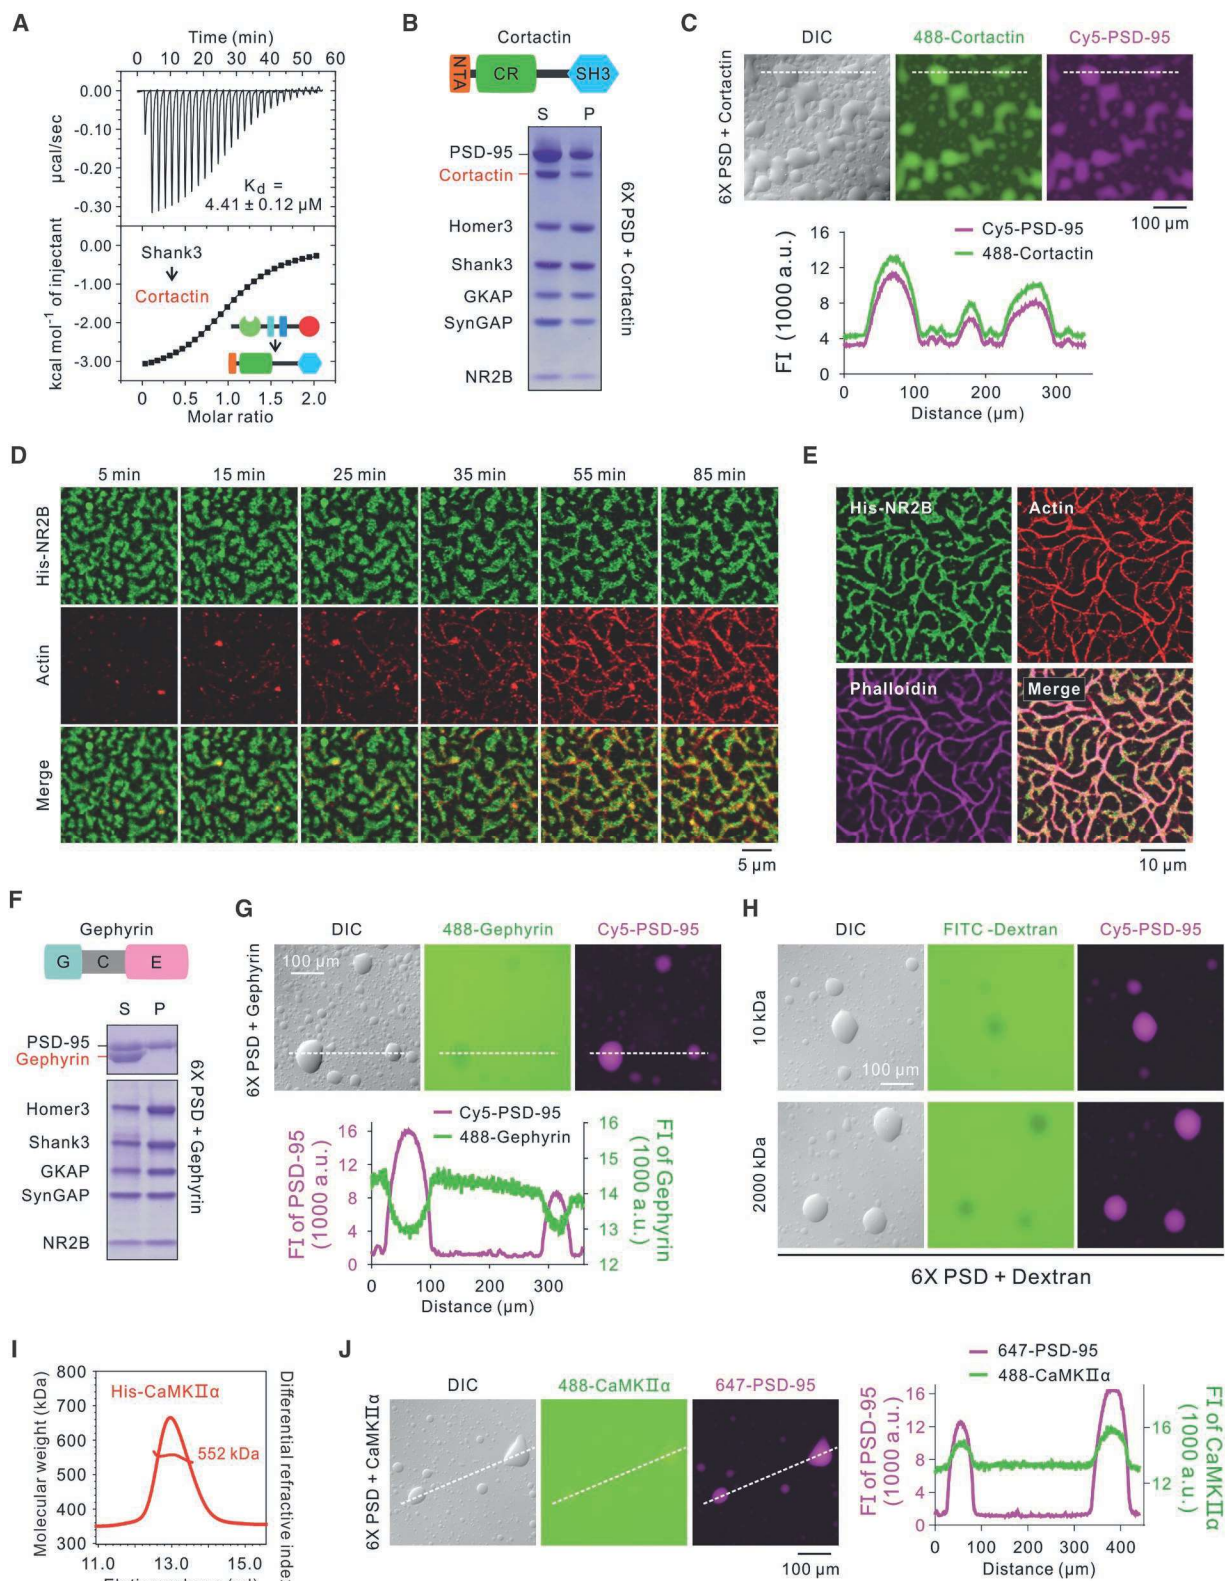 A
Time (min)
0 10 20 30 40 50 60
0.00
-0.10
-0.20
-0.30
μcal/sec
Kd =
4.41 ± 0.12 μM
0.00
-1.00
-2.00
-3.00
kcal mol⁻¹ of injectant
Shank3
Cortactin
0 0.5 1.0 1.5 2.0
Molar ratio
B
Cortactin
NTA CR SH3
S P
PSD-95
Cortactin
Homer3
Shank3
GKAP
SynGAP
NR2B
6X PSD + Cortactin
C
DIC 488-Cortactin Cy5-PSD-95
6X PSD + Cortactin
100 μm
Cy5-PSD-95
488-Cortactin
16
12
8
4
0
FI (1000 a.u.)
0 100 200 300
Distance (μm)
D
5 min 15 min 25 min 35 min 55 min 85 min
His-NR2B
Actin
Merge
5 μm
E
His-NR2B Actin
Phalloidin Merge
10 μm
F
Gephyrin
G C E
S P
PSD-95
Gephyrin
Homer3
Shank3
GKAP
SynGAP
NR2B
6X PSD + Gephyrin
G
DIC 488-Gephyrin Cy5-PSD-95
6X PSD + Gephyrin
100 μm
Cy5-PSD-95
488-Gephyrin
16
12
8
4
0
FI of PSD-95
(1000 a.u.)
16
15
14
13
12
FI of Gephyrin
(1000 a.u.)
0 100 200 300
Distance (μm)
H
DIC FITC -Dextran Cy5-PSD-95
10 kDa
100 μm
2000 kDa
6X PSD + Dextran
I
800
700
600
500
400
300
Molecular weight (kDa)
His-CaMKIIα
552 kDa
Differential refractive index
11.0 13.0 15.0
J
DIC 488-CaMKIIα 647-PSD-95
6X PSD + CaMKIIα
100 μm
647-PSD-95
488-CaMKIIα
16
12
8
4
0
FI of PSD-95
(1000 a.u.)
16
12
FI of CaMKIIα
(1000 a.u.)
0 100 200 300 400
Distance (μm)